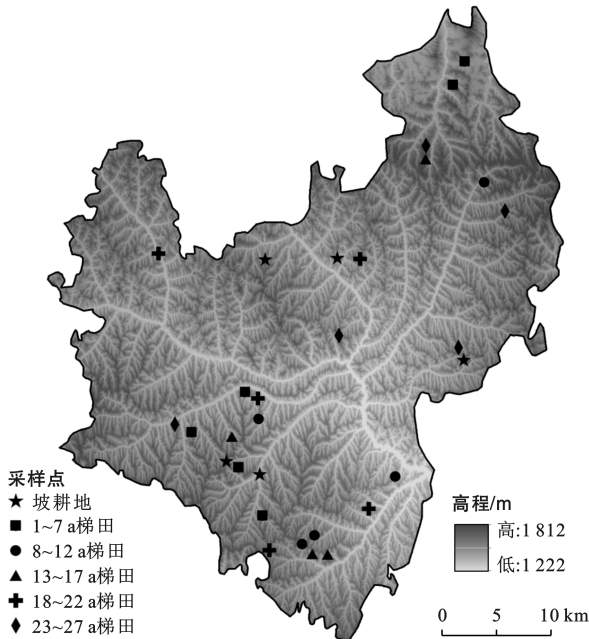 采样点
坡耕地
1~7 a梯田
8~12 a梯田
13~17 a梯田
18~22 a梯田
23~27 a梯田
高程/m
高:1 812
低:1 222
0 5 10 km